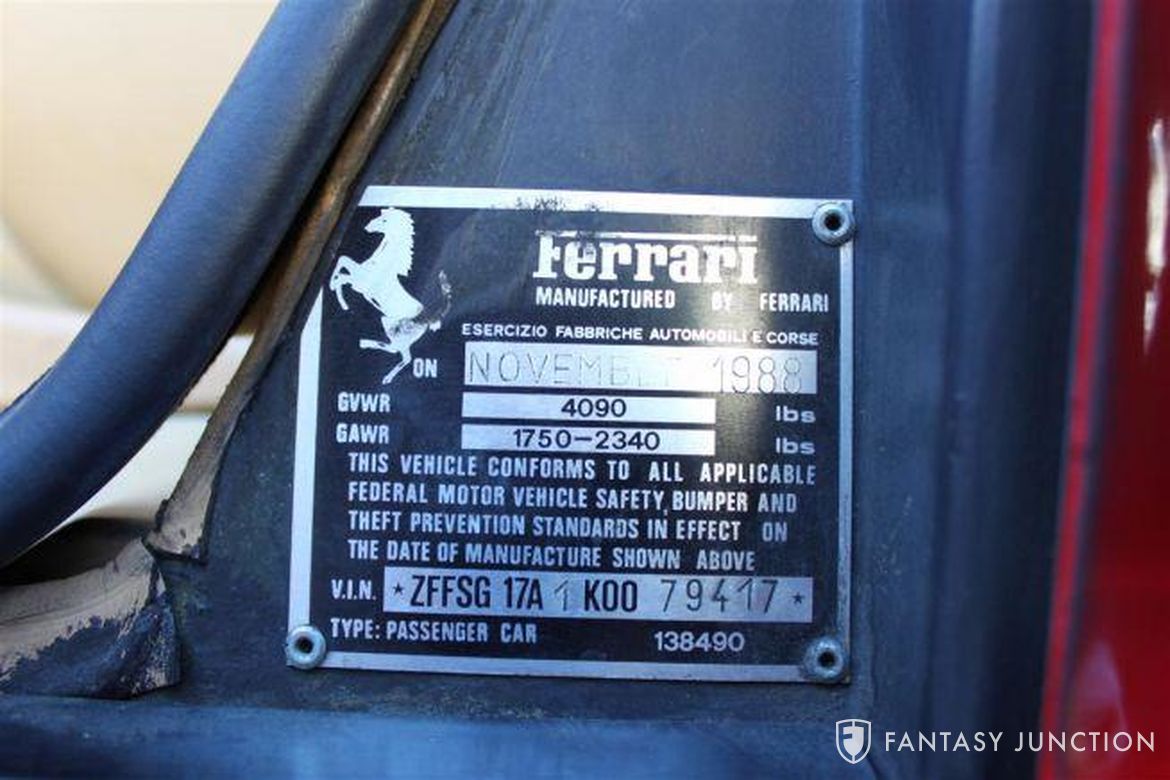 Ferrari
MANUFACTURED BY FERRARI
ESERCIZIO FABBRICHE AUTOMOBILI E CORSE
ON NOVEMBER 1988
GVWR 4090 lbs
GAWR 1750-2340 lbs
THIS VEHICLE CONFORMS TO ALL APPLICABLE
FEDERAL MOTOR VEHICLE SAFETY, BUMPER AND
THEFT PREVENTION STANDARDS IN EFFECT ON
THE DATE OF MANUFACTURE SHOWN ABOVE
V.I.N. * ZFFSG 17A 1 K00 79417 *
TYPE: PASSENGER CAR 138490
FANTASY JUNCTION